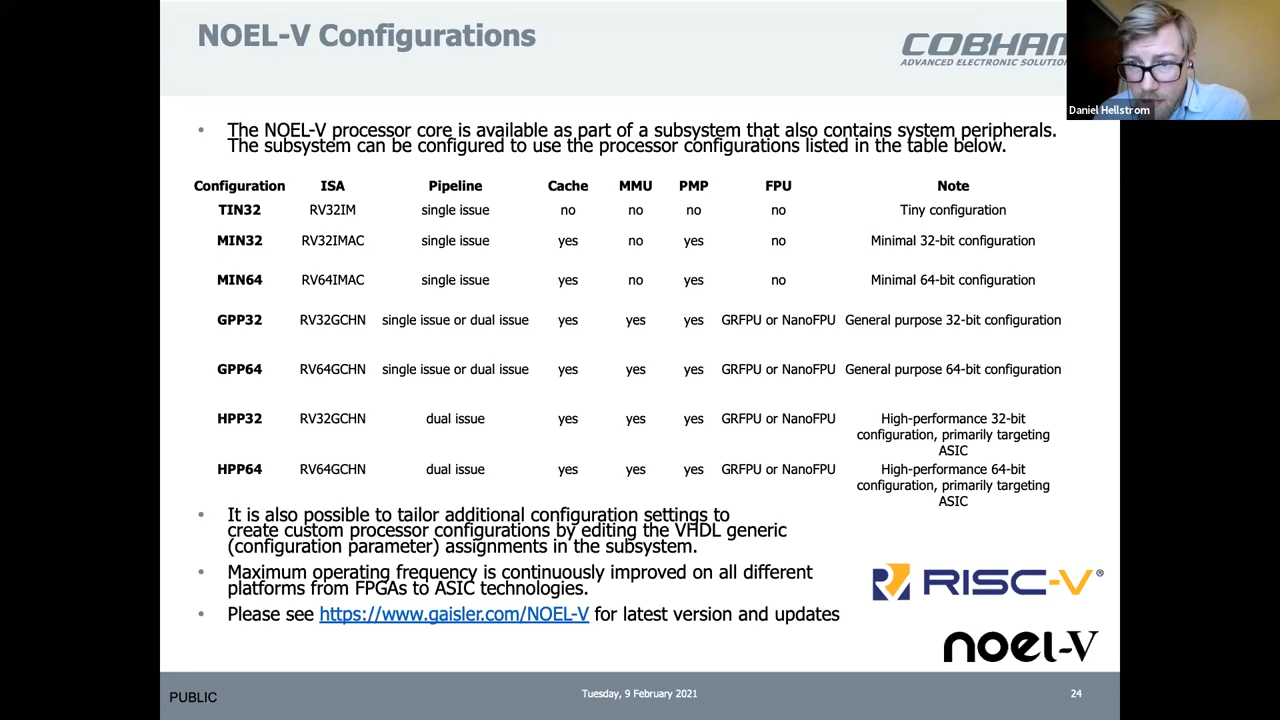 NOEL-V Configurations
COBHAM
ADVANCED ELECTRONIC SOLUTION
Daniel Hellstrom
• The NOEL-V processor core is available as part of a subsystem that also contains system peripherals.
The subsystem can be configured to use the processor configurations listed in the table below.
Configuration ISA Pipeline Cache MMU PMP FPU Note
TIN32 RV32IM single issue no no no no Tiny configuration
MIN32 RV32IMAC single issue yes no yes no Minimal 32-bit configuration
MIN64 RV64IMAC single issue yes no yes no Minimal 64-bit configuration
GPP32 RV32GCHN single issue or dual issue yes yes yes GRFPU or NanoFPU General purpose 32-bit configuration
GPP64 RV64GCHN single issue or dual issue yes yes yes GRFPU or NanoFPU General purpose 64-bit configuration
HPP32 RV32GCHN dual issue yes yes yes GRFPU or NanoFPU High-performance 32-bit
configuration, primarily targeting
ASIC
HPP64 RV64GCHN dual issue yes yes yes GRFPU or NanoFPU High-performance 64-bit
configuration, primarily targeting
ASIC
• It is also possible to tailor additional configuration settings to
create custom processor configurations by editing the VHDL generic
(configuration parameter) assignments in the subsystem.
• Maximum operating frequency is continuously improved on all different
platforms from FPGAs to ASIC technologies.
• Please see https://www.gaisler.com/NOEL-V for latest version and updates
RISC-V®
noel-V
PUBLIC
Tuesday, 9 February 2021
24